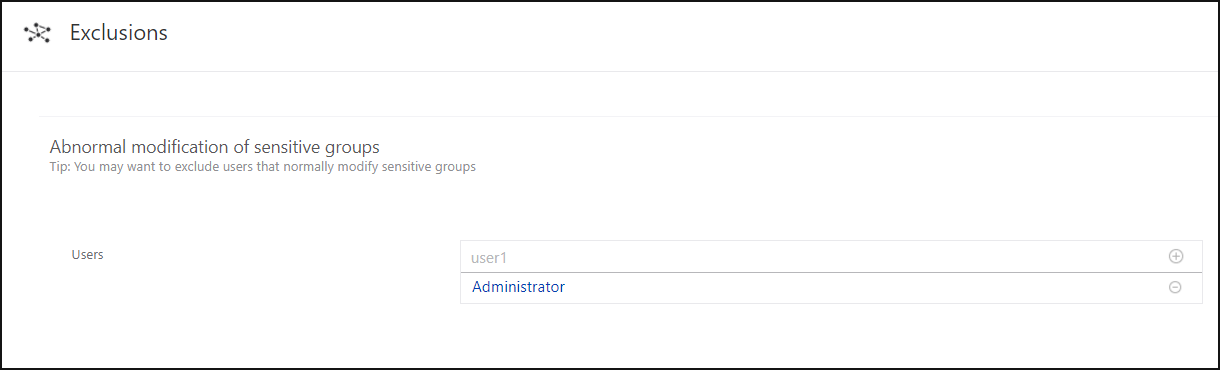 Exclusions
Abnormal modification of sensitive groups
Tip: You may want to exclude users that normally modify sensitive groups
Users
user1
Administrator